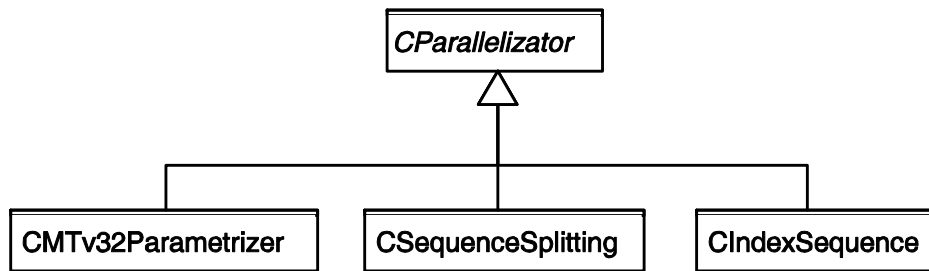 CParallelizator
CMTv32Parametrizer
CSequenceSplitting
CIndexSequence